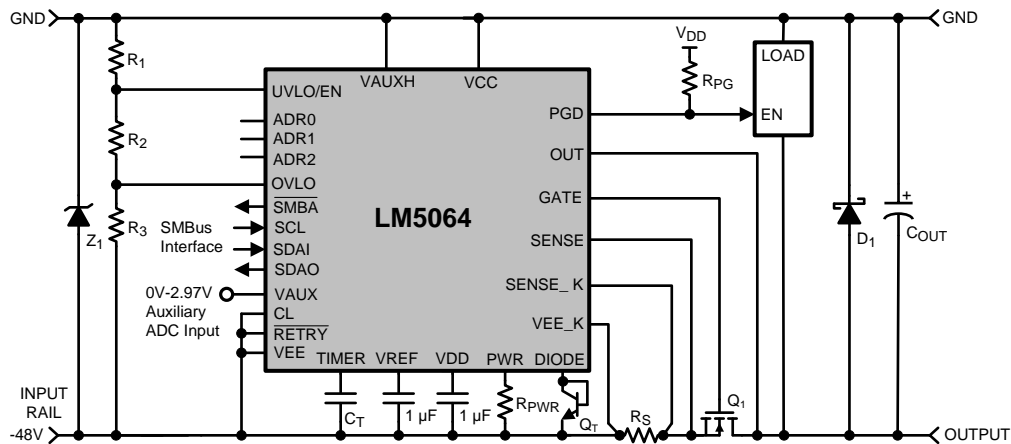 GND
GND
VDD
R1
VAUXH
VCC
LOAD
RPG
UVLO/EN
PGD
EN
ADR0
ADR1
R2
ADR2
OUT
OVLO
GATE
SMBA
LM5064
R3
SMBus
Interface
SCL
Z1
SENSE
D1
COUT
+
SDAI
SDAO
SENSE_ K
0V-2.97V
Auxiliary
ADC Input
VAUX
CL
VEE_K
RETRY
VEE
TIMER
VREF
VDD
PWR
DIODE
INPUT
RAIL
-48V
CT
1 µF
1 µF
RPWR
QT
RS
Q1
OUTPUT